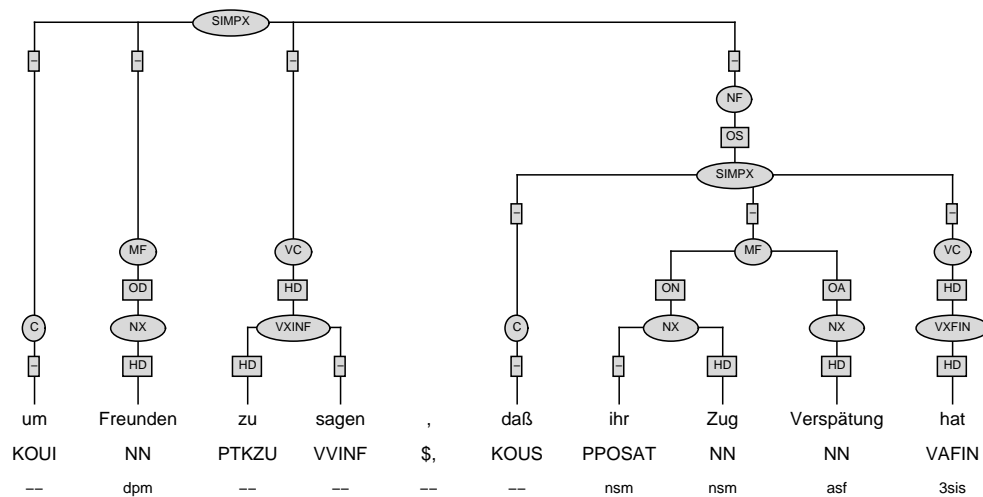 SIMPX
– – – –
NF
OS
SIMPX
– – –
MF VC MF VC
OD HD ON OA HD
C NX VXINF C NX NX VXFIN
– HD HD – – – HD HD HD
um Freunden zu sagen , daß ihr Zug Verspätung hat
KOUI NN PTKZU VVINF $, KOUS PPOSAT NN NN VAFIN
–– dpm –– –– –– –– nsm nsm asf 3sis